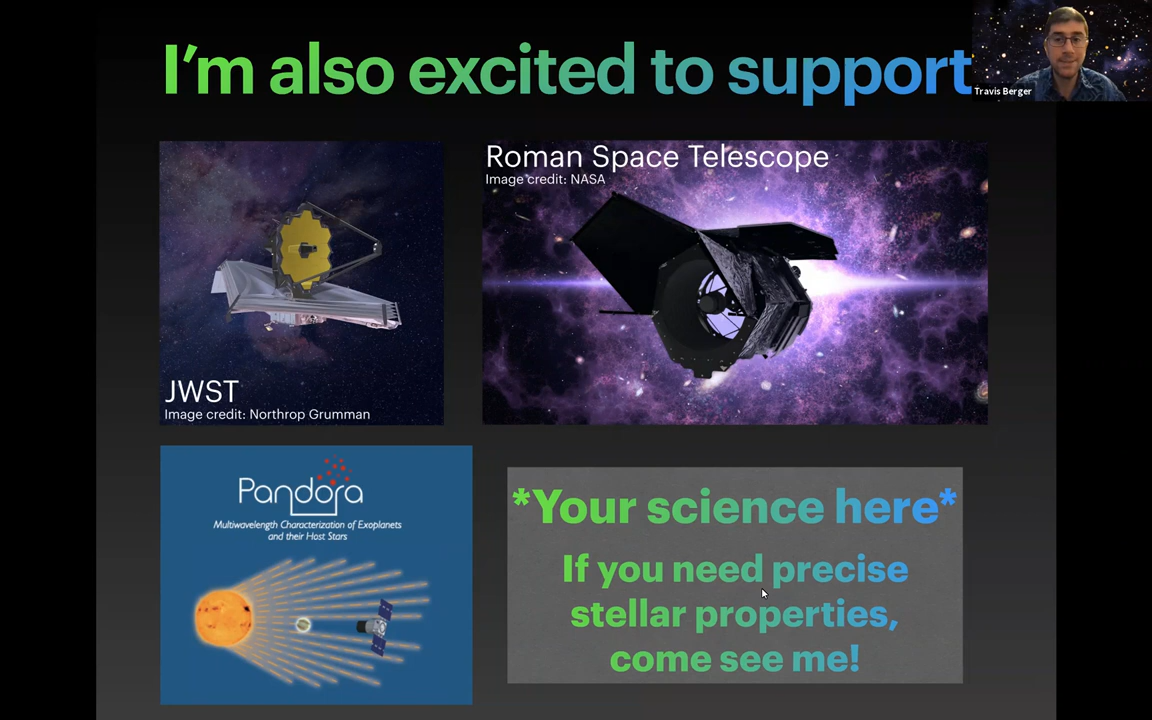 I'm also excited to support
Travis Berger
Roman Space Telescope
Image credit: NASA
JWST
Image credit: Northrop Grumman
Pandora
Multiwavelength Characterization of Exoplanets
and their Host Stars
*Your science here*
If you need precise
stellar properties,
come see me!